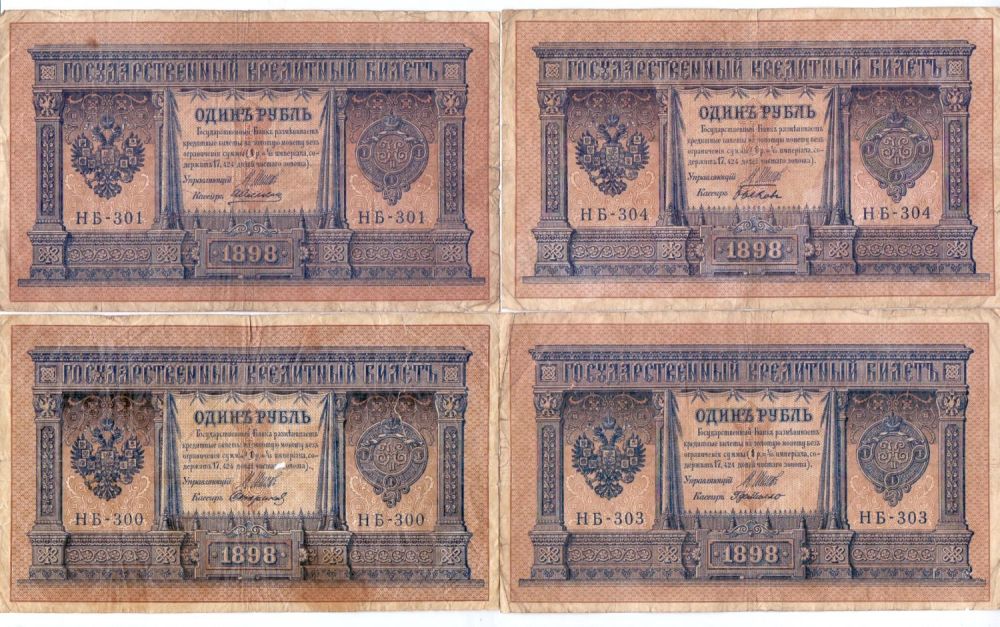 ГОСУДАРСТВЕННЫЙ КРЕДИТНЫЙ БИЛЕТЪ
ОДИНЪ РУБЛЬ
Государственный Банкъ размѣниваетъ
кредитные билеты на золотую монету безъ
ограниченія суммы (1 р.= 1/15 имперіала, со-
держитъ 17,424 долей чистаго золота).
Управляющій
Кассиръ
НБ-301 НБ-301
1898
ГОСУДАРСТВЕННЫЙ КРЕДИТНЫЙ БИЛЕТЪ
ОДИНЪ РУБЛЬ
Государственный Банкъ размѣниваетъ
кредитные билеты на золотую монету безъ
ограниченія суммы (1 р.= 1/15 имперіала, со-
держитъ 17,424 долей чистаго золота).
Управляющій
Кассиръ Быков
НБ-304 НБ-304
1898
ГОСУДАРСТВЕННЫЙ КРЕДИТНЫЙ БИЛЕТЪ
ОДИНЪ РУБЛЬ
Государственный Банкъ размѣниваетъ
кредитные билеты на золотую монету безъ
ограниченія суммы (1 р.= 1/15 имперіала, со-
держитъ 17,424 долей чистаго золота).
Управляющій
Кассиръ
НБ-300 НБ-300
1898
ГОСУДАРСТВЕННЫЙ КРЕДИТНЫЙ БИЛЕТЪ
ОДИНЪ РУБЛЬ
Государственный Банкъ размѣниваетъ
кредитные билеты на золотую монету безъ
ограниченія суммы (1 р.= 1/15 имперіала, со-
держитъ 17,424 долей чистаго золота).
Управляющій
Кассиръ
НБ-303 НБ-303
1898